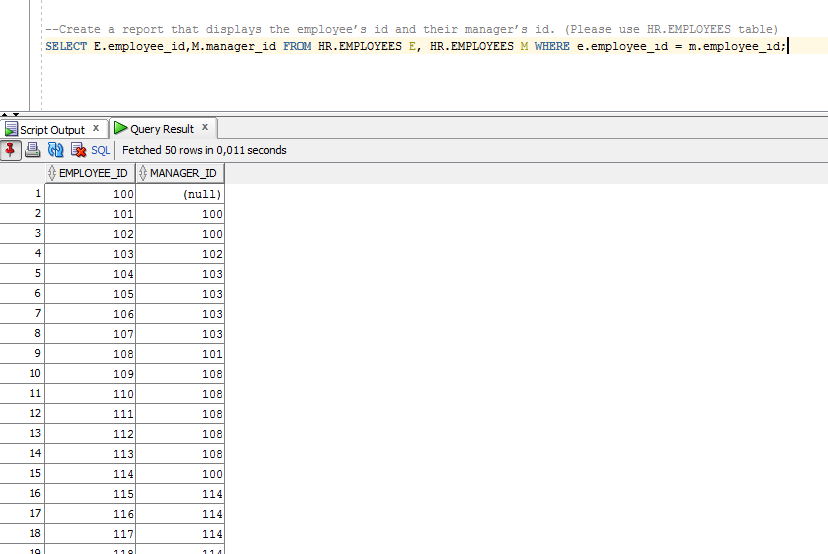 --Create a report that displays the employee's id and their manager's id. (Please use HR.EMPLOYEES table)
SELECT E.employee_id,M.manager_id FROM HR.EMPLOYEES E, HR.EMPLOYEES M WHERE e.employee_id = m.employee_id;
Script Output x Query Result x
SQL Fetched 50 rows in 0,011 seconds
EMPLOYEE_ID MANAGER_ID
1 100 (null)
2 101 100
3 102 100
4 103 102
5 104 103
6 105 103
7 106 103
8 107 103
9 108 101
10 109 108
11 110 108
12 111 108
13 112 108
14 113 108
15 114 100
16 115 114
17 116 114
18 117 114
19 118 114